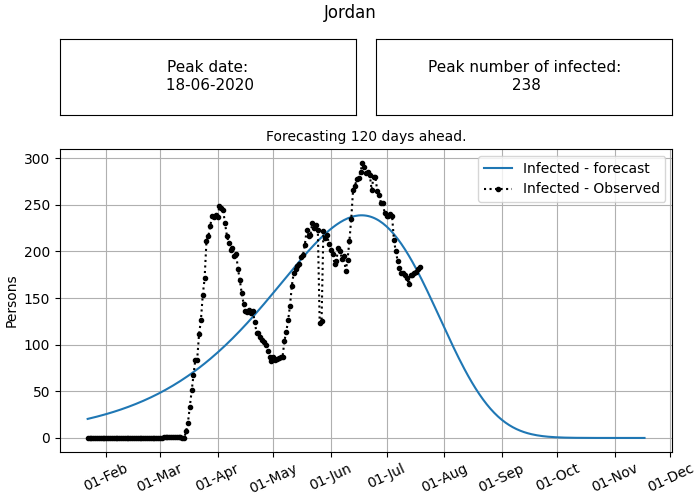 Jordan
Peak date:
18-06-2020
Peak number of infected:
238
Forecasting 120 days ahead.
Infected - forecast
Infected - Observed
300
250
200
150
100
50
0
Persons
01-Feb
01-Mar
01-Apr
01-May
01-Jun
01-Jul
01-Aug
01-Sep
01-Oct
01-Nov
01-Dec